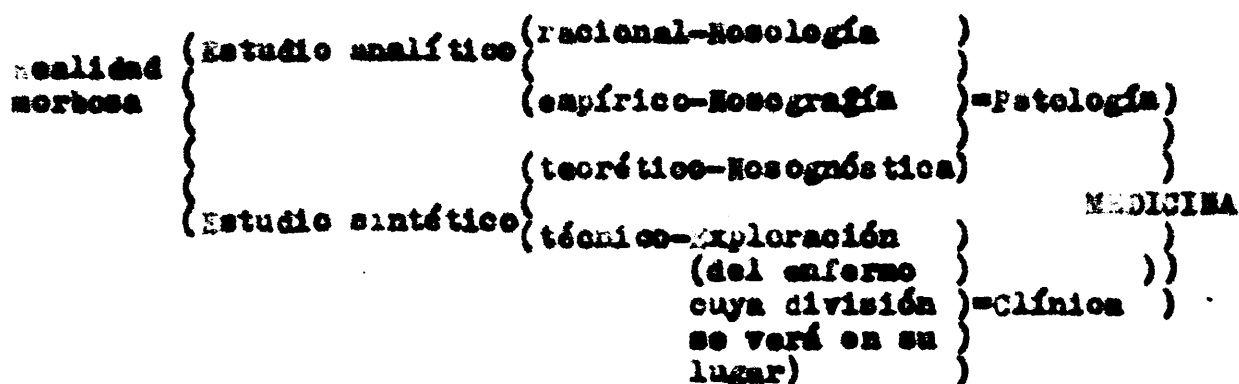 (Estudio analítico (racional-Nosología )
Realidad
morbosa
(empírico-Nosografía )=Patología)
(teorético-Nosognóstica)
MEDICINA
(Estudio sintético (técnico-Exploración )
(del enfermo ) ))
cuya división )=Clínica )
se verá en su )
lugar) )